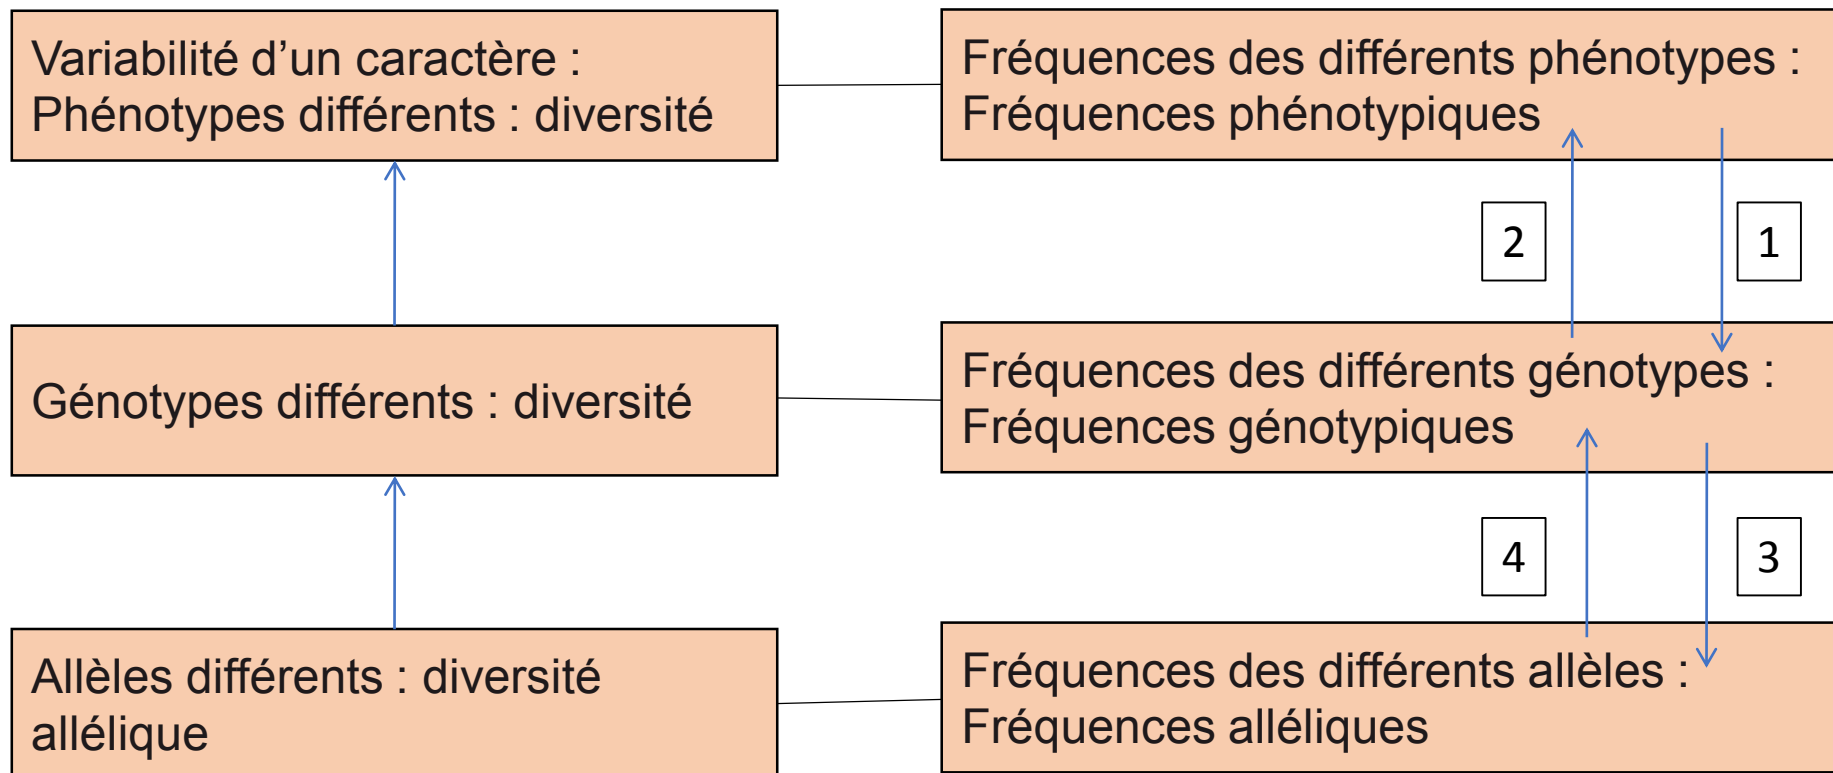 Variabilité d’un caractère :
Phénotypes différents : diversité
Fréquences des différents phénotypes :
Fréquences phénotypiques
2
1
Génotypes différents : diversité
Fréquences des différents génotypes :
Fréquences génotypiques
4
3
Allèles différents : diversité
allélique
Fréquences des différents allèles :
Fréquences alléliques